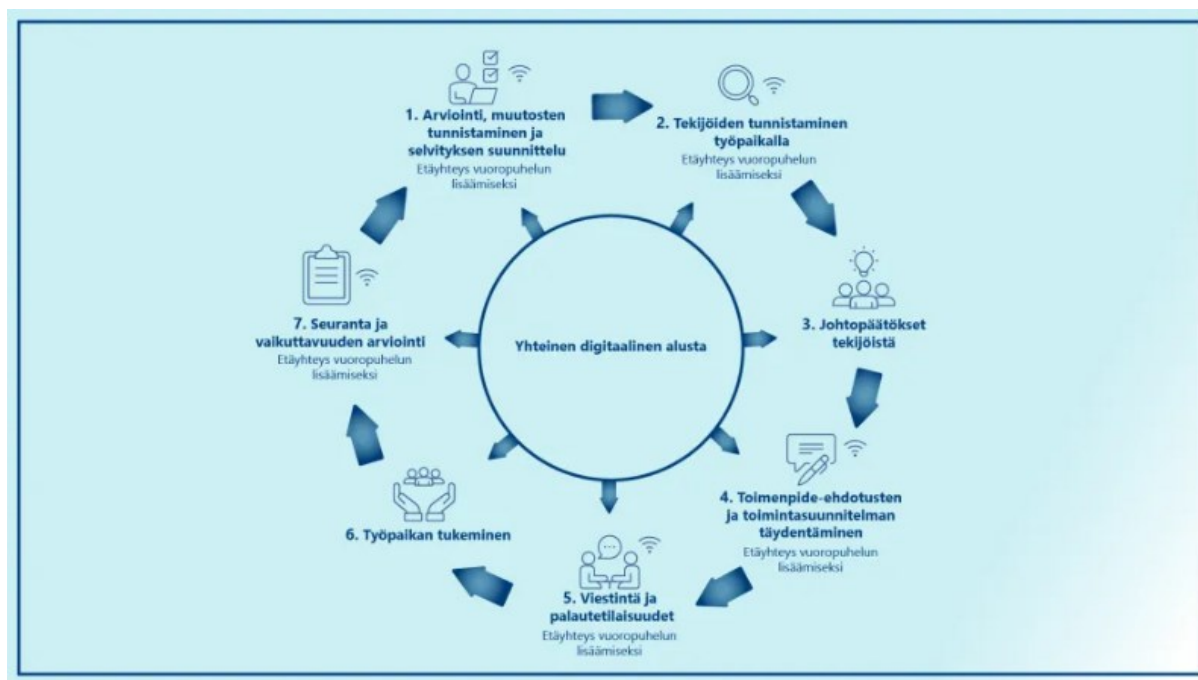 1. Arviointi, muutosten
tunnistaminen ja
selvityksen suunnittelu
Etäyhteys vuoropuhelun
lisäämiseksi
2. Tekijöiden tunnistaminen
työpaikalla
Etäyhteys vuoropuhelun
lisäämiseksi
3. Johtopäätökset
tekijöistä
4. Toimenpide-ehdotusten
ja toimintasuunnitelman
täydentäminen
Etäyhteys vuoropuhelun
lisäämiseksi
5. Viestintä ja
palautetilaisuudet
Etäyhteys vuoropuhelun
lisäämiseksi
6. Työpaikan tukeminen
7. Seuranta ja
vaikuttavuuden arviointi
Etäyhteys vuoropuhelun
lisäämiseksi
Yhteinen digitaalinen alusta